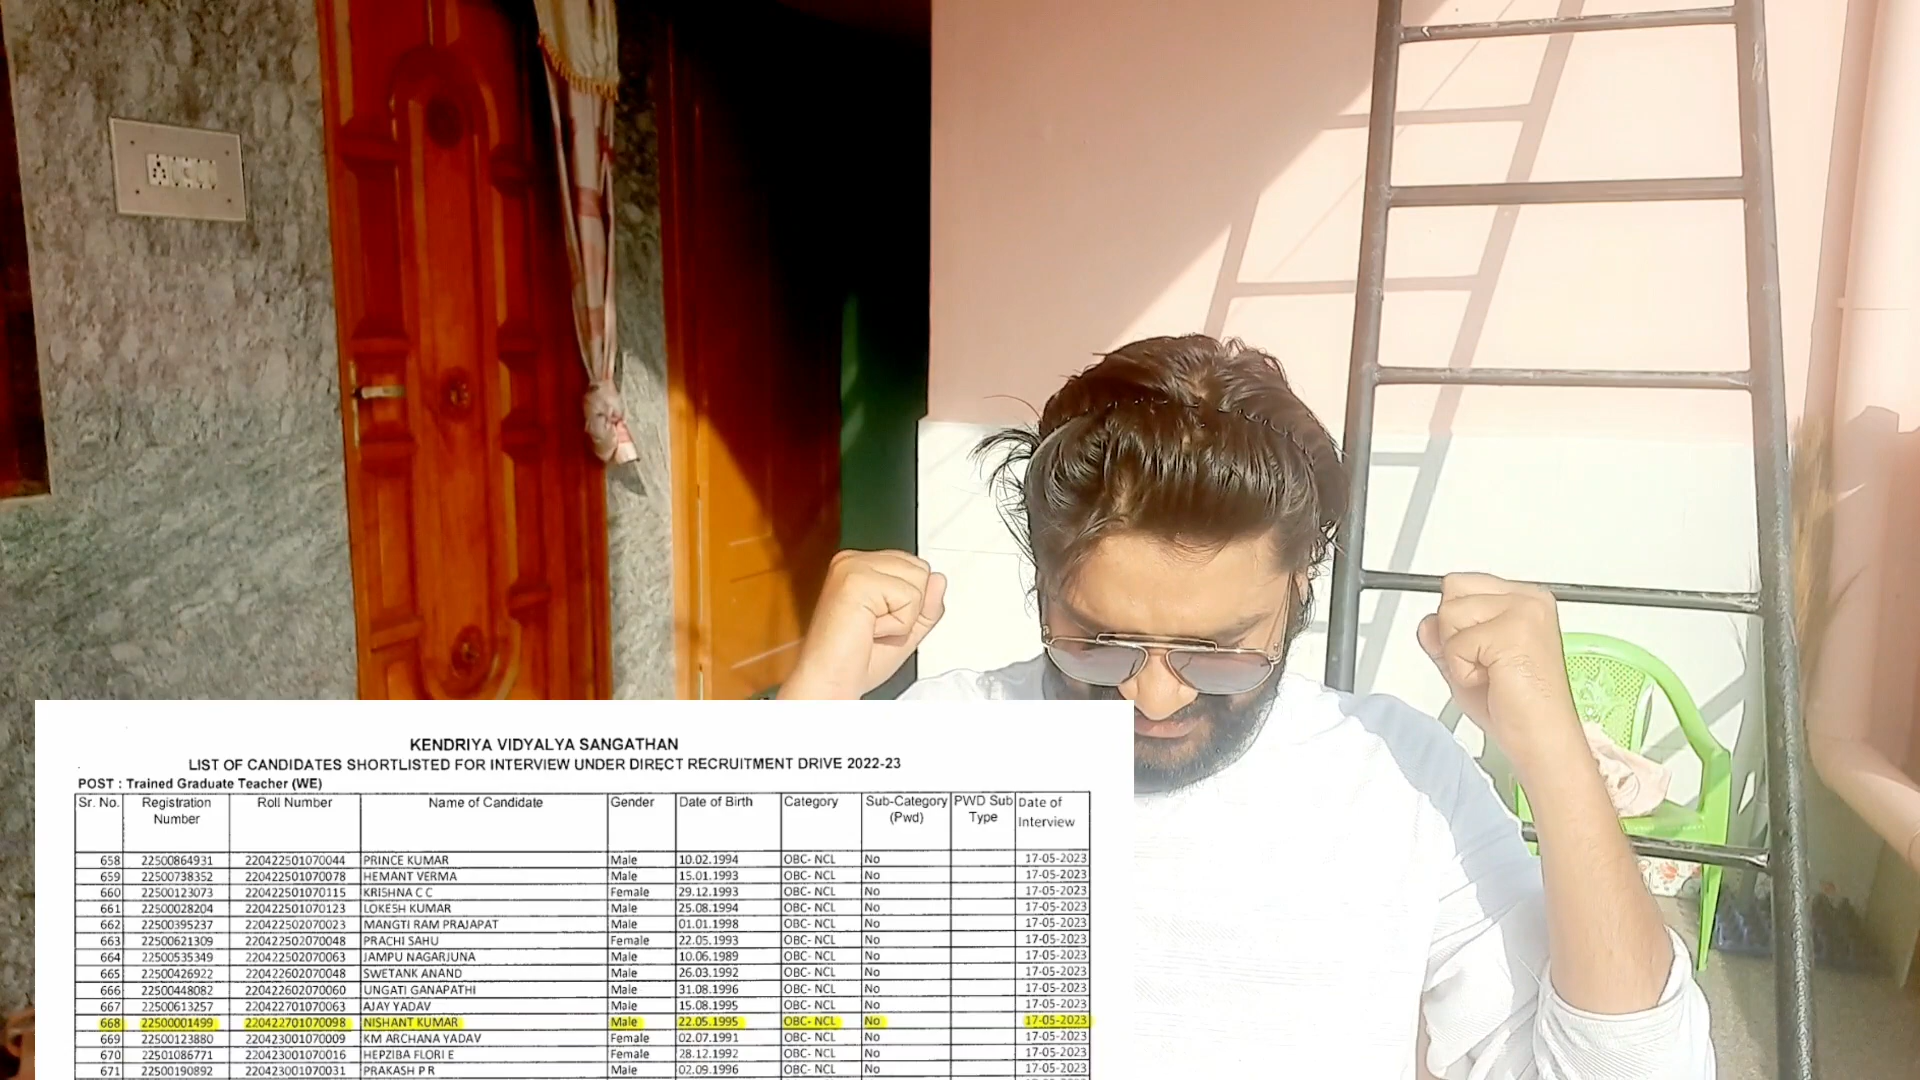 KENDRIYA VIDYALYA SANGATHAN
LIST OF CANDIDATES SHORTLISTED FOR INTERVIEW UNDER DIRECT RECRUITMENT DRIVE 2022-23
POST : Trained Graduate Teacher (WE)
Sr. No. Registration Number Roll Number Name of Candidate Gender Date of Birth Category Sub-Category (Pwd) PWD Sub Type Date of Interview
658 22500864931 220422501070044 PRINCE KUMAR Male 10.02.1994 OBC- NCL No 17-05-2023
659 22500738352 220422501070078 HEMANT VERMA Male 15.01.1993 OBC- NCL No 17-05-2023
660 22500123073 220422501070115 KRISHNA C C Female 29.12.1993 OBC- NCL No 17-05-2023
661 22500028204 220422501070123 LOKESH KUMAR Male 25.08.1994 OBC- NCL No 17-05-2023
662 22500395237 220422502070023 MANGTI RAM PRAJAPAT Male 01.01.1998 OBC- NCL No 17-05-2023
663 22500621309 220422502070048 PRACHI SAHU Female 22.05.1993 OBC- NCL No 17-05-2023
664 22500535349 220422502070063 JAMPU NAGARJUNA Male 10.06.1989 OBC- NCL No 17-05-2023
665 22500426922 220422602070048 SWETANK ANAND Male 26.03.1992 OBC- NCL No 17-05-2023
666 22500448082 220422602070060 UNGATI GANAPATHI Male 31.08.1996 OBC- NCL No 17-05-2023
667 22500613257 220422701070063 AJAY YADAV Male 15.08.1995 OBC- NCL No 17-05-2023
668 22500001499 220422701070098 NISHANT KUMAR Male 22.05.1995 OBC- NCL No 17-05-2023
669 22500123880 220423001070009 KM ARCHANA YADAV Female 02.07.1991 OBC- NCL No 17-05-2023
670 22501086771 220423001070016 HEPZIBA FLORI E Female 28.12.1992 OBC- NCL No 17-05-2023
671 22500190892 220423001070031 PRAKASH P R Male 02.09.1996 OBC- NCL No 17-05-2023